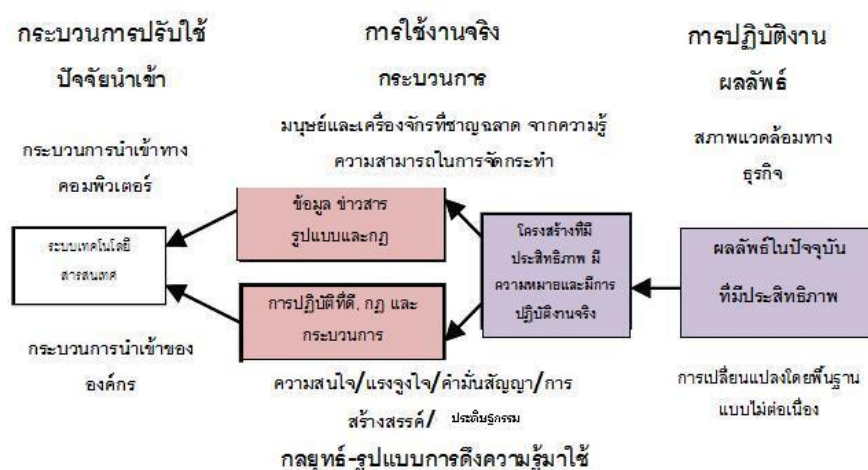 กระบวนการปรับใช้
ปัจจัยนำเข้า
การใช้งานจริง
กระบวนการ
การปฏิบัติงาน
ผลลัพธ์
กระบวนการนำเข้าทาง
คอมพิวเตอร์
มนุษย์และเครื่องจักรที่ชาญฉลาด จากความรู้
ความสามารถในการจัดกระทำ
สภาพแวดล้อมทาง
ธุรกิจ
ระบบเทคโนโลยี
สารสนเทศ
ข้อมูล ข่าวสาร
รูปแบบและกฎ
การปฏิบัติที่ดี, กฎ และ
กระบวนการ
โครงสร้างที่มี
ประสิทธิภาพ มี
ความหมายและมีการ
ปฏิบัติงานจริง
ผลลัพธ์ในปัจจุบัน
ที่มีประสิทธิภาพ
กระบวนการนำเข้าของ
องค์กร
ความสนใจ/แรงจูงใจ/คำมั่นสัญญา/การ
สร้างสรรค์/ ประดิษฐกรรม
การเปลี่ยนแปลงโดยพื้นฐาน
แบบไม่ต่อเนื่อง
กลยุทธ์-รูปแบบการดึงความรู้มาใช้